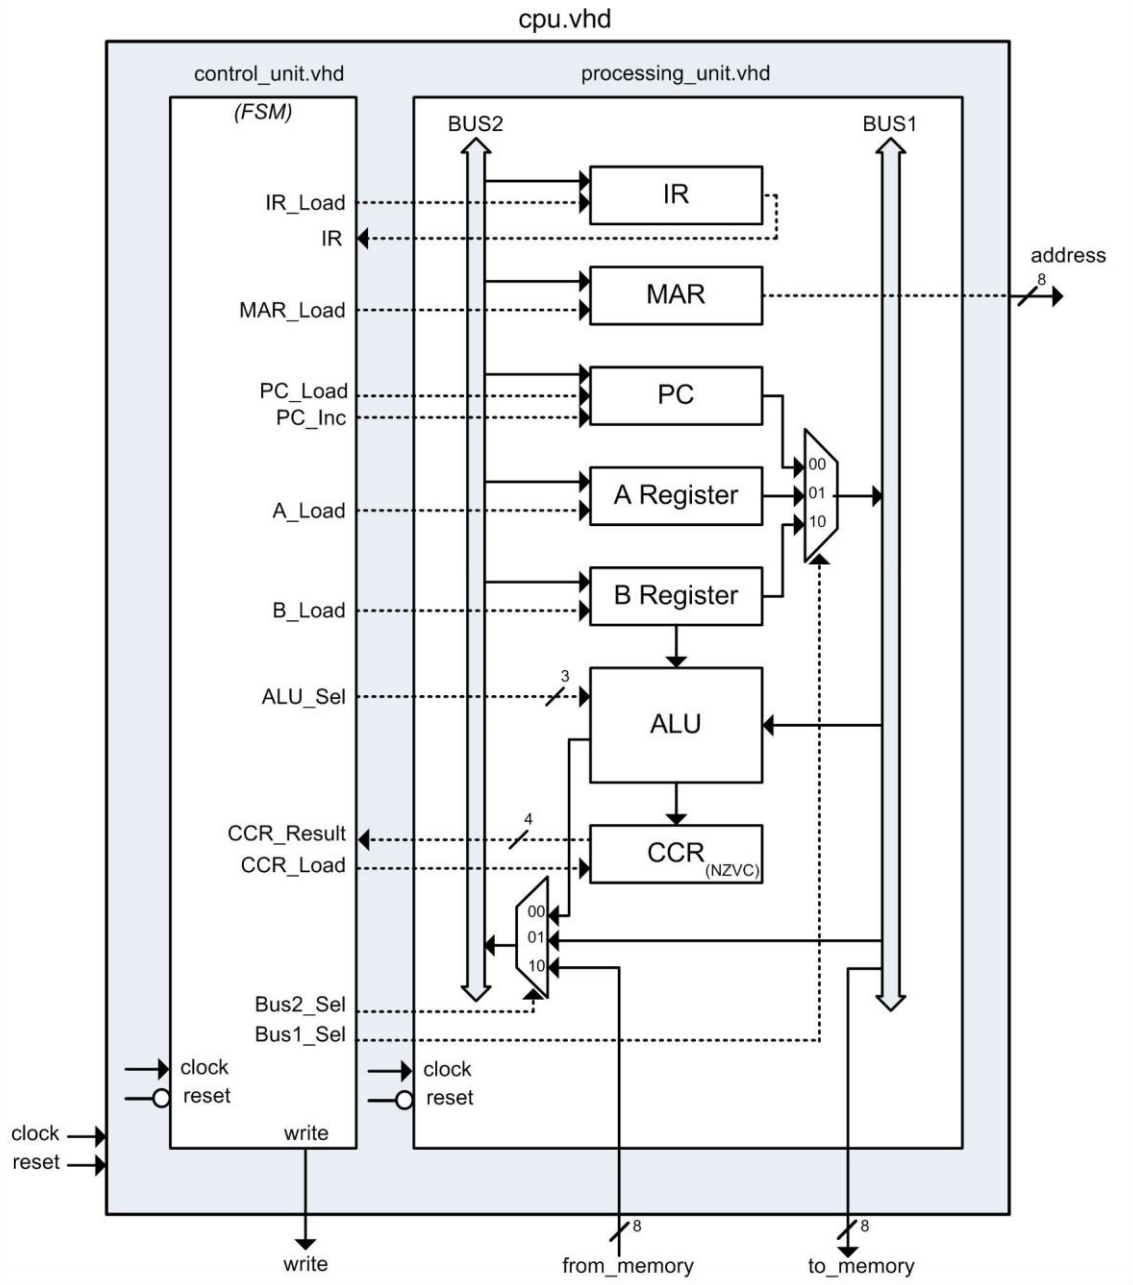 cpu.vhd
control_unit.vhd
processing_unit.vhd
(FSM)
BUS2
BUS1
IR_Load
IR
IR
MAR_Load
MAR
address
8
PC_Load
PC_Inc
PC
00
01
10
A_Load
A Register
B_Load
B Register
ALU_Sel
3
ALU
CCR_Result
4
CCR_Load
CCR
(NZVC)
00
01
10
Bus2_Sel
Bus1_Sel
clock
reset
clock
reset
clock
reset
write
8
8
write
from_memory
to_memory